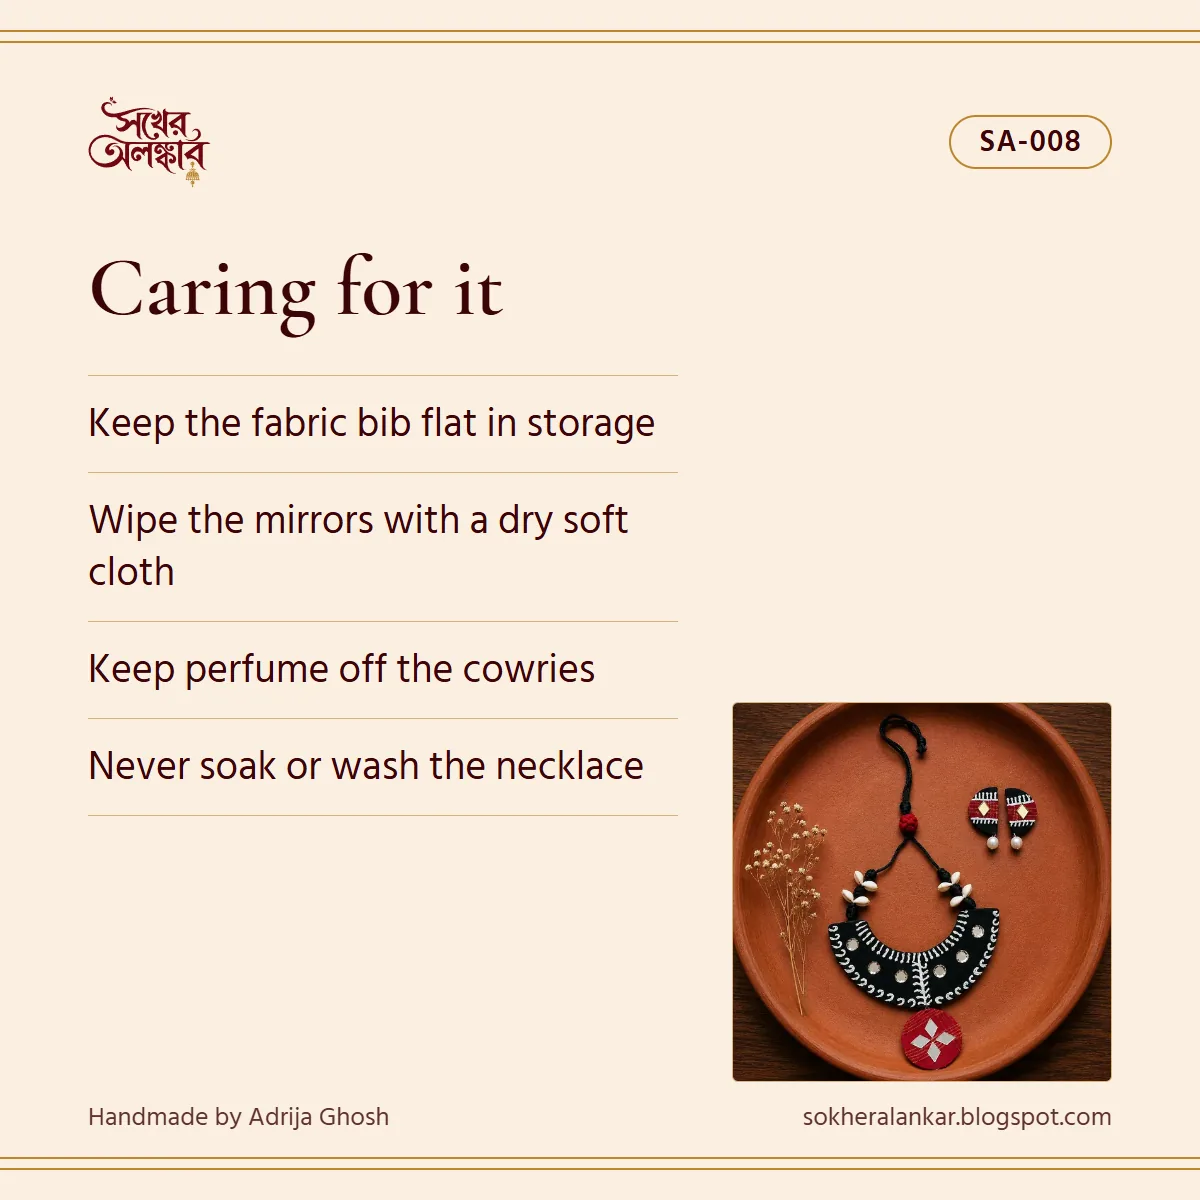 সখের
অলঙ্কার
SA-008
Caring for it
Keep the fabric bib flat in storage
Wipe the mirrors with a dry soft
cloth
Keep perfume off the cowries
Never soak or wash the necklace
Handmade by Adrija Ghosh
sokheralankar.blogspot.com